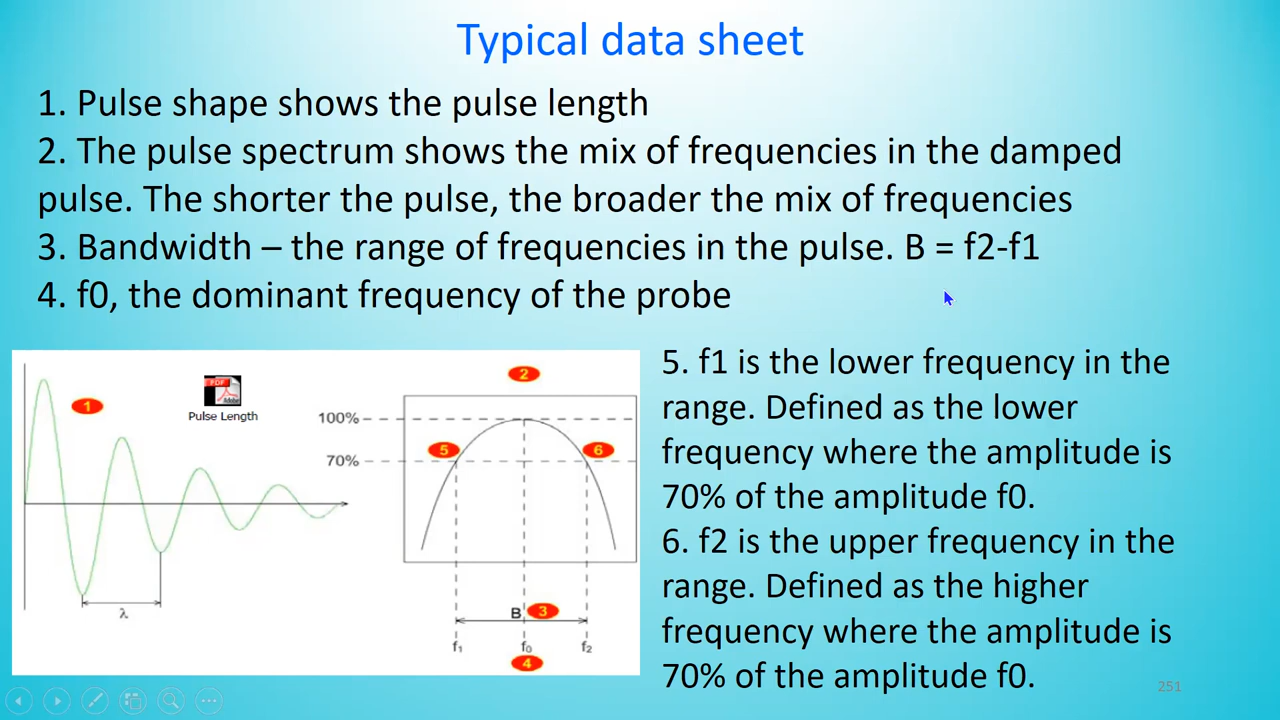 Typical data sheet
1. Pulse shape shows the pulse length
2. The pulse spectrum shows the mix of frequencies in the damped
pulse. The shorter the pulse, the broader the mix of frequencies
3. Bandwidth – the range of frequencies in the pulse. B = f2-f1
4. f0, the dominant frequency of the probe
1
PDF
Adobe
Pulse Length
λ
2
100%
5
6
70%
B
3
f₁
f₀
f₂
4
5. f1 is the lower frequency in the
range. Defined as the lower
frequency where the amplitude is
70% of the amplitude f0.
6. f2 is the upper frequency in the
range. Defined as the higher
frequency where the amplitude is
70% of the amplitude f0.
251